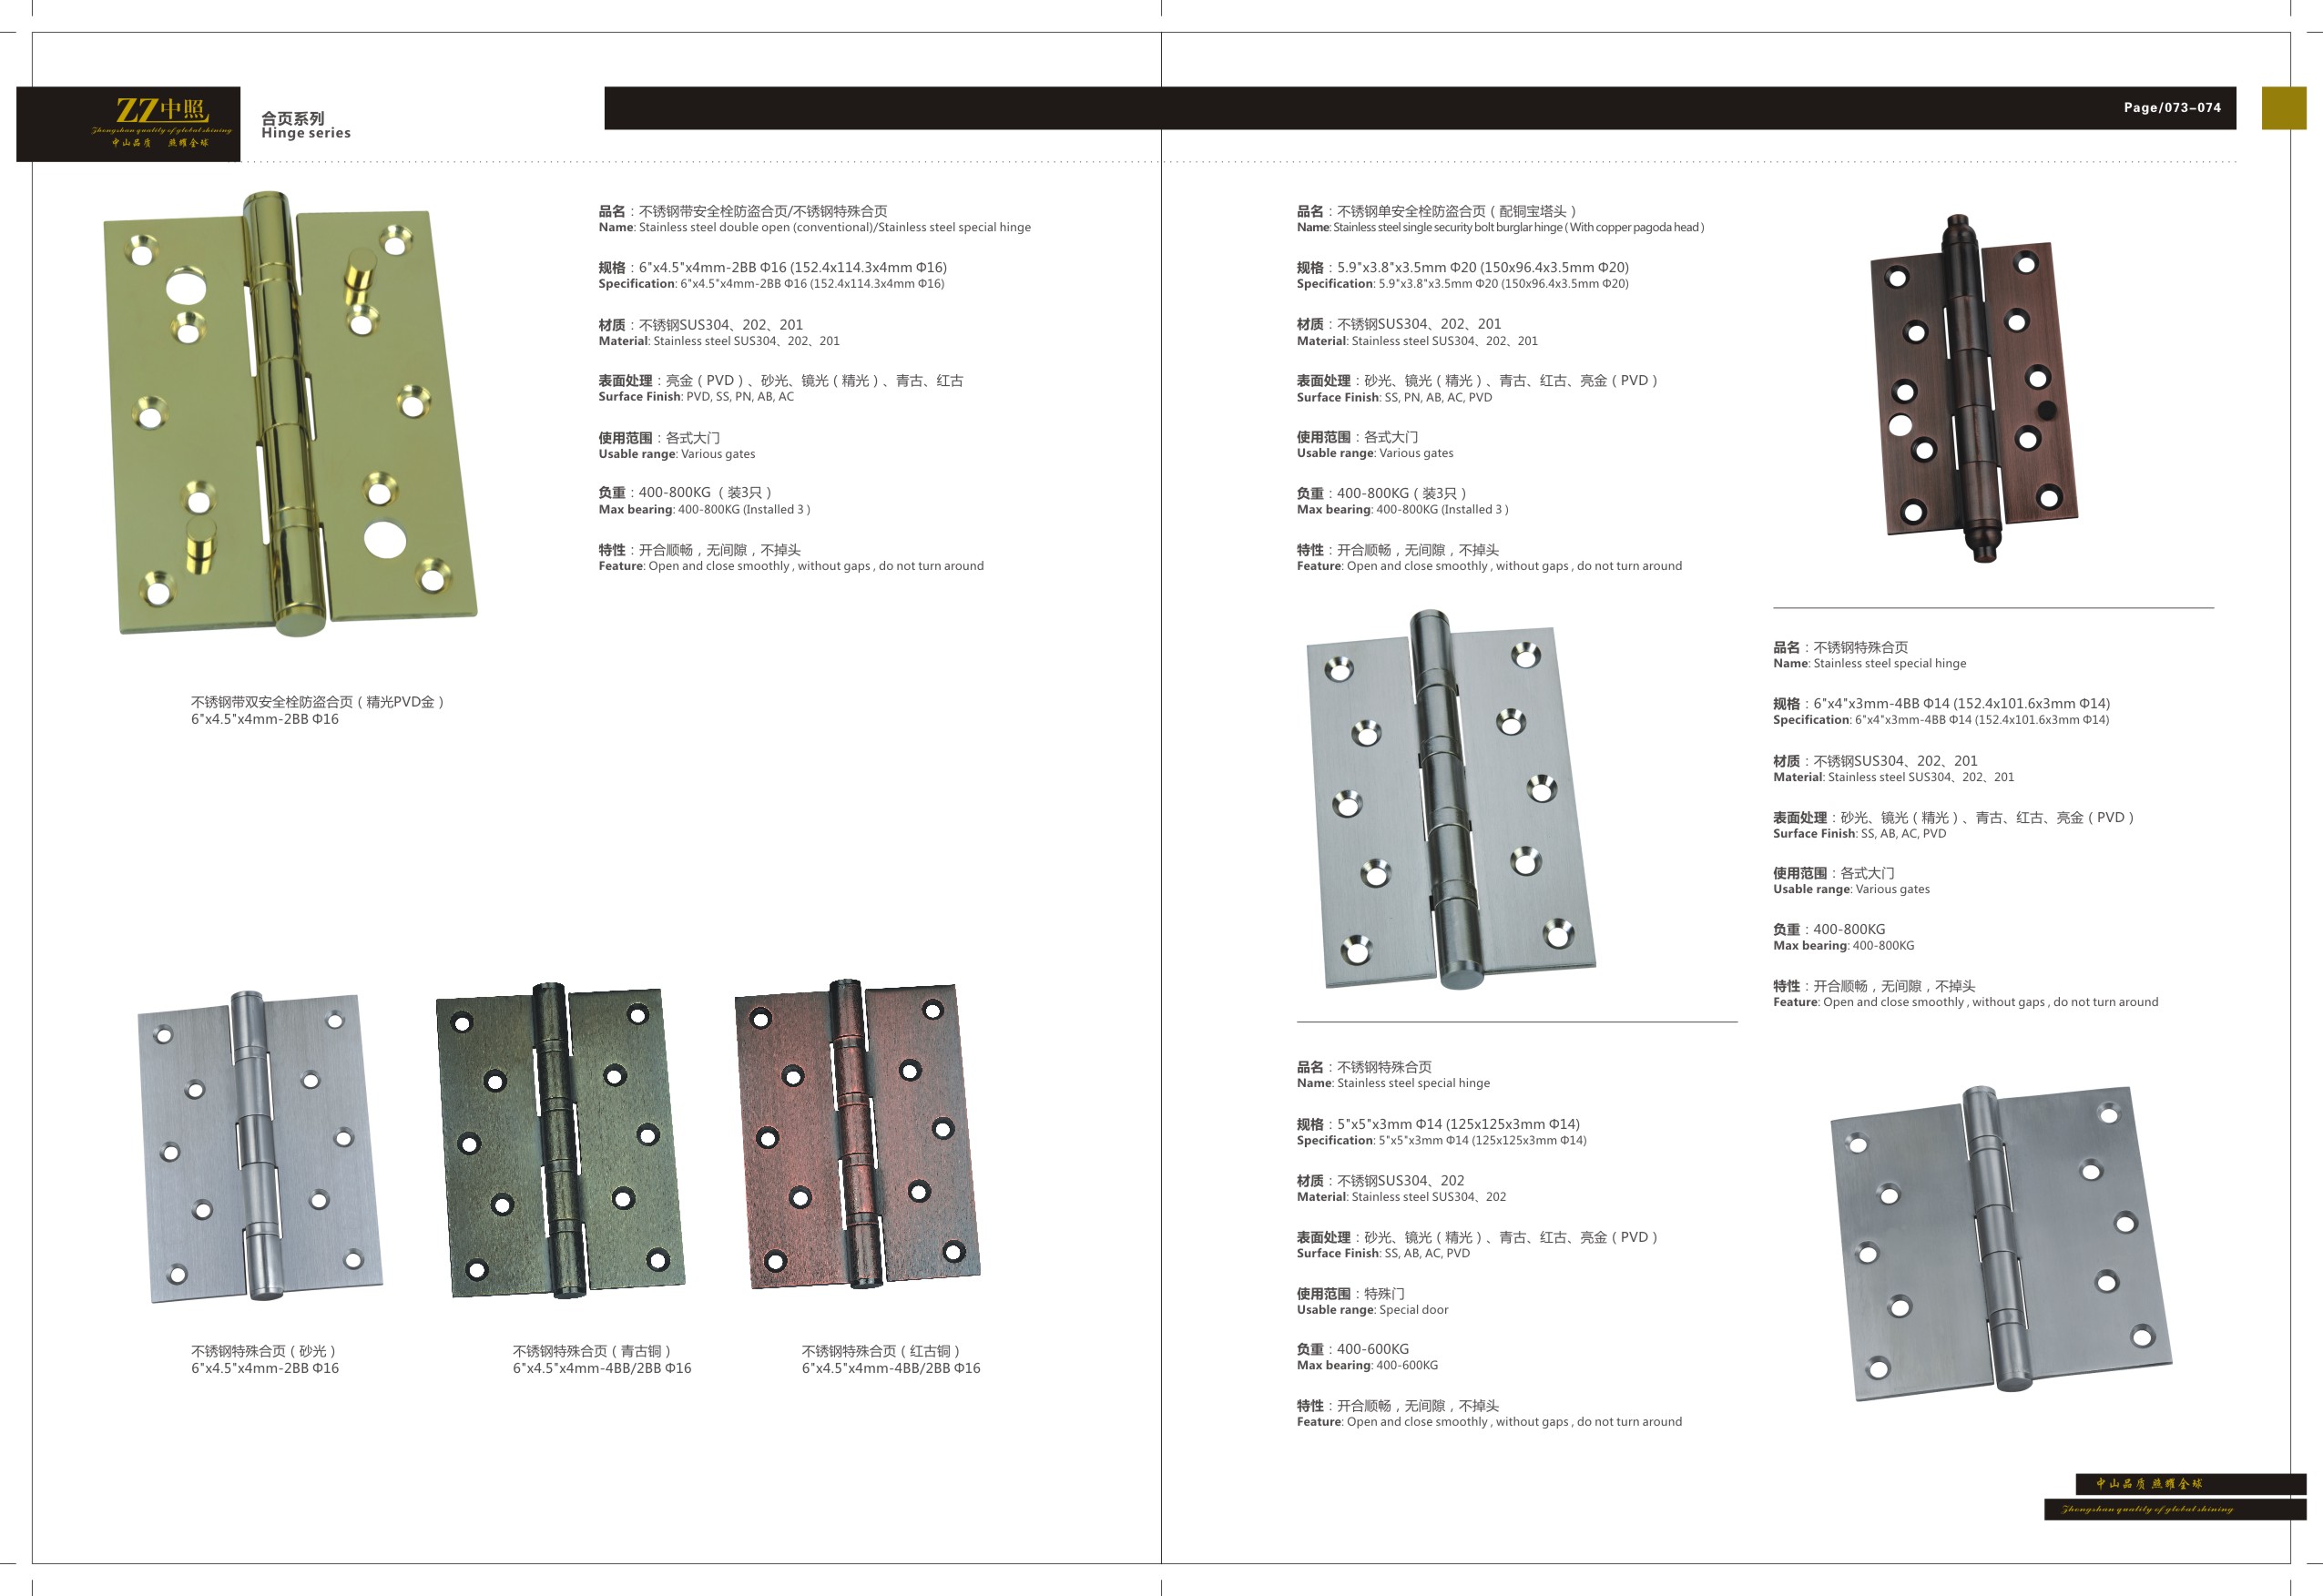 ZZ中照
Zhongshan quality of global shining
中山品质 照耀全球
合页系列
Hinge series
Page/073-074
品名：不锈钢带安全栓防盗合页/不锈钢特殊合页
Name: Stainless steel double open (conventional)/Stainless steel special hinge
规格：6"x4.5"x4mm-2BB Φ16 (152.4x114.3x4mm Φ16)
Specification: 6"x4.5"x4mm-2BB Φ16 (152.4x114.3x4mm Φ16)
材质：不锈钢SUS304、202、201
Material: Stainless steel SUS304、202、201
表面处理：亮金（PVD）、砂光、镜光（精光）、青古、红古
Surface Finish: PVD, SS, PN, AB, AC
使用范围：各式大门
Usable range: Various gates
负重：400-800KG （装3只）
Max bearing: 400-800KG (Installed 3 )
特性：开合顺畅，无间隙，不掉头
Feature: Open and close smoothly , without gaps , do not turn around
不锈钢带双安全栓防盗合页（精光PVD金）
6"x4.5"x4mm-2BB Φ16
不锈钢特殊合页（砂光）
6"x4.5"x4mm-2BB Φ16
不锈钢特殊合页（青古铜）
6"x4.5"x4mm-4BB/2BB Φ16
不锈钢特殊合页（红古铜）
6"x4.5"x4mm-4BB/2BB Φ16
品名：不锈钢单安全栓防盗合页（配铜宝塔头）
Name: Stainless steel single security bolt burglar hinge ( With copper pagoda head )
规格：5.9"x3.8"x3.5mm Φ20 (150x96.4x3.5mm Φ20)
Specification: 5.9"x3.8"x3.5mm Φ20 (150x96.4x3.5mm Φ20)
材质：不锈钢SUS304、202、201
Material: Stainless steel SUS304、202、201
表面处理：砂光、镜光（精光）、青古、红古、亮金（PVD）
Surface Finish: SS, PN, AB, AC, PVD
使用范围：各式大门
Usable range: Various gates
负重：400-800KG（装3只）
Max bearing: 400-800KG (Installed 3 )
特性：开合顺畅，无间隙，不掉头
Feature: Open and close smoothly , without gaps , do not turn around
品名：不锈钢特殊合页
Name: Stainless steel special hinge
规格：6"x4"x3mm-4BB Φ14 (152.4x101.6x3mm Φ14)
Specification: 6"x4"x3mm-4BB Φ14 (152.4x101.6x3mm Φ14)
材质：不锈钢SUS304、202、201
Material: Stainless steel SUS304、202、201
表面处理：砂光、镜光（精光）、青古、红古、亮金（PVD）
Surface Finish: SS, AB, AC, PVD
使用范围：各式大门
Usable range: Various gates
负重：400-800KG
Max bearing: 400-800KG
特性：开合顺畅，无间隙，不掉头
Feature: Open and close smoothly , without gaps , do not turn around
品名：不锈钢特殊合页
Name: Stainless steel special hinge
规格：5"x5"x3mm Φ14 (125x125x3mm Φ14)
Specification: 5"x5"x3mm Φ14 (125x125x3mm Φ14)
材质：不锈钢SUS304、202
Material: Stainless steel SUS304、202
表面处理：砂光、镜光（精光）、青古、红古、亮金（PVD）
Surface Finish: SS, AB, AC, PVD
使用范围：特殊门
Usable range: Special door
负重：400-600KG
Max bearing: 400-600KG
特性：开合顺畅，无间隙，不掉头
Feature: Open and close smoothly , without gaps , do not turn around
中山品质 照耀全球
Zhongshan quality of global shining